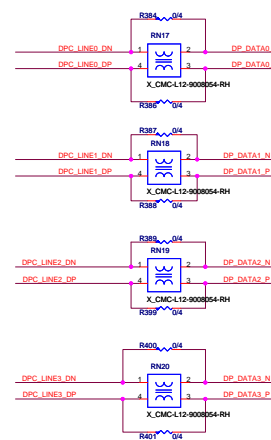 R384 0/4
RN17
DPC_LINE0_DN 1 2 DP_DATA0
DPC_LINE0_DP 4 3 DP_DATA0
X_CMC-L12-9008054-RH
R386 0/4
R387 0/4
RN18
DPC_LINE1_DN 1 2 DP_DATA1_N
DPC_LINE1_DP 4 3 DP_DATA1_P
X_CMC-L12-9008054-RH
R388 0/4
R389 0/4
RN19
DPC_LINE2_DN 1 2 DP_DATA2_N
DPC_LINE2_DP 4 3 DP_DATA2_P
X_CMC-L12-9008054-RH
R399 0/4
R400 0/4
RN20
DPC_LINE3_DN 1 2 DP_DATA3_N
DPC_LINE3_DP 4 3 DP_DATA3_P
X_CMC-L12-9008054-RH
R401 0/4